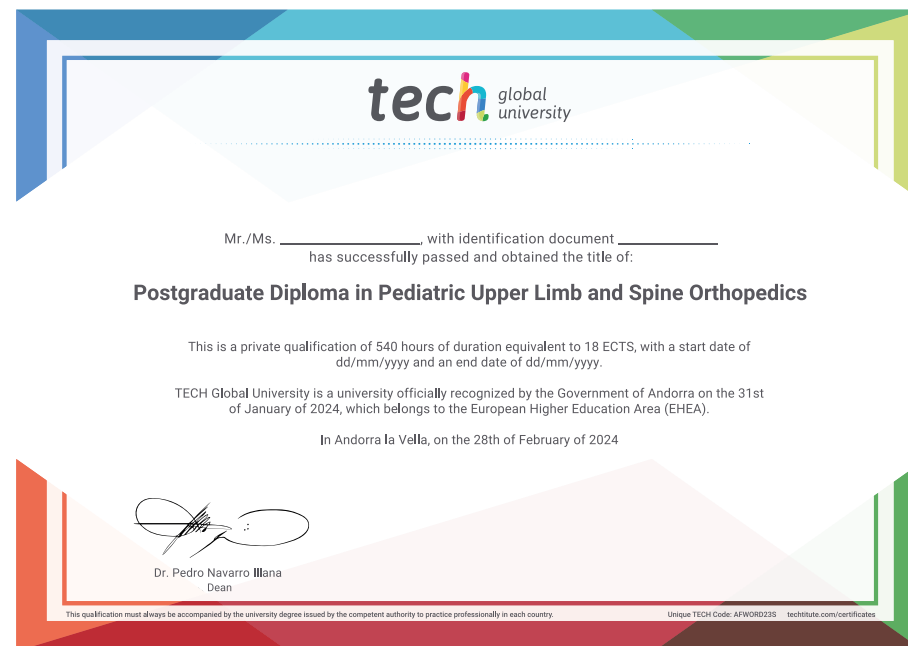 tech global
university
Mr./Ms. ____________, with identification document ____________
has successfully passed and obtained the title of:
Postgraduate Diploma in Pediatric Upper Limb and Spine Orthopedics
This is a private qualification of 540 hours of duration equivalent to 18 ECTS, with a start date of
dd/mm/yyyy and an end date of dd/mm/yyyy.
TECH Global University is a university officially recognized by the Government of Andorra on the 31st
of January of 2024, which belongs to the European Higher Education Area (EHEA).
In Andorra la Vella, on the 28th of February of 2024
Dr. Pedro Navarro Illana
Dean
This qualification must always be accompanied by the university degree issued by the competent authority to practice professionally in each country. Unique TECH Code: AFWORD23S techtitute.com/certificates